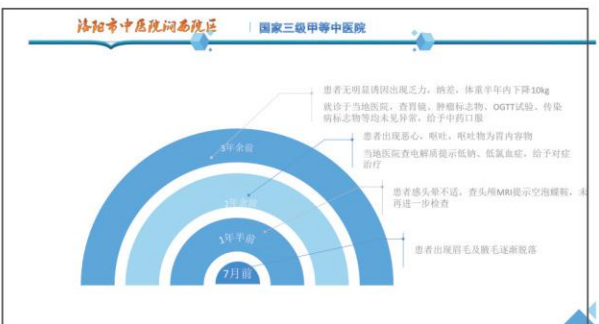 洛阳市中医院涧西院区
国家三级甲等中医院
患者无明显诱因出现乏力，纳差，体重半年内下降10kg
就诊于当地医院，查胃镜、肿瘤标志物、OGTT试验、传染
病标志物等均未见异常，给予中药口服
3年余前
患者出现恶心，呕吐，呕吐物为胃内容物
当地医院查电解质提示低钠、低氯血症，给予对症
治疗
2年余前
患者感头晕不适，查头颅MRI提示空泡蝶鞍，未
再进一步检查
1年半前
患者出现眉毛及腋毛逐渐脱落
7月前